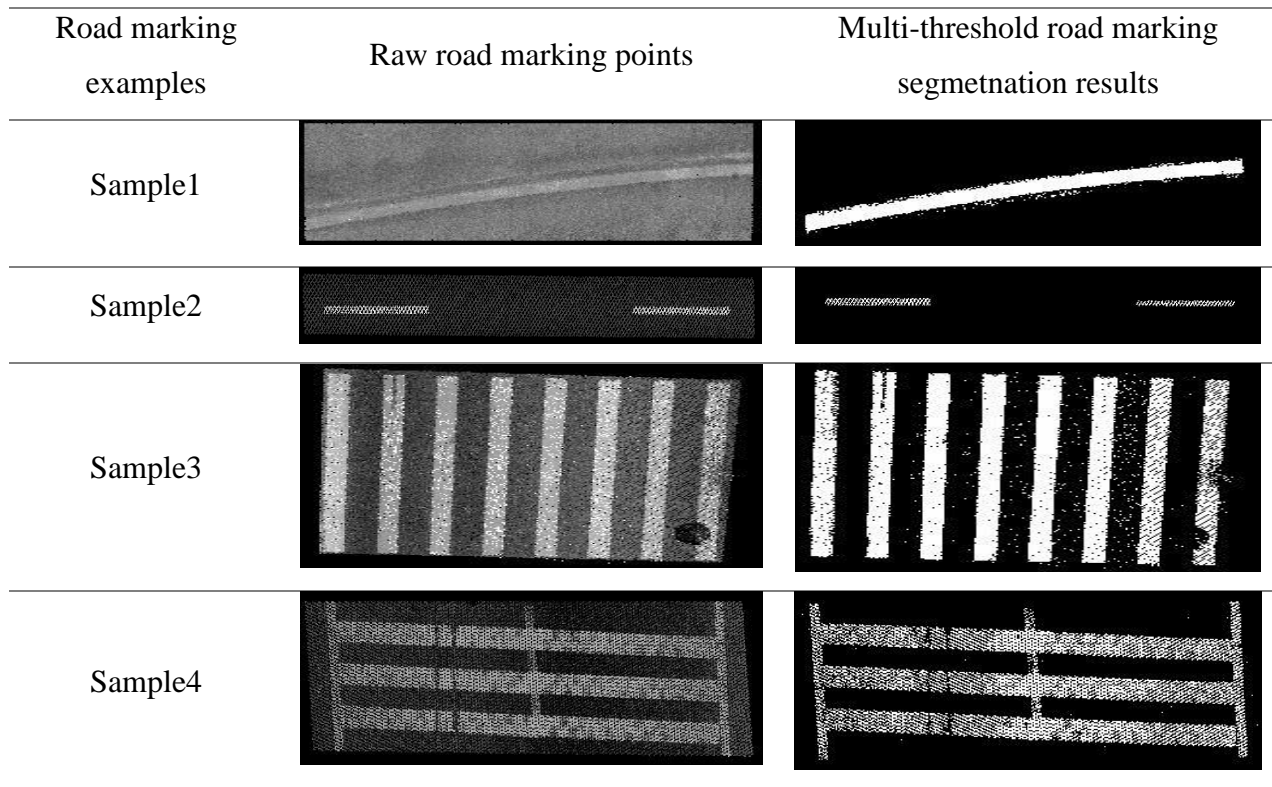 Road marking
examples
Raw road marking points
Multi-threshold road marking
segmetnation results
Sample1
Sample2
Sample3
Sample4